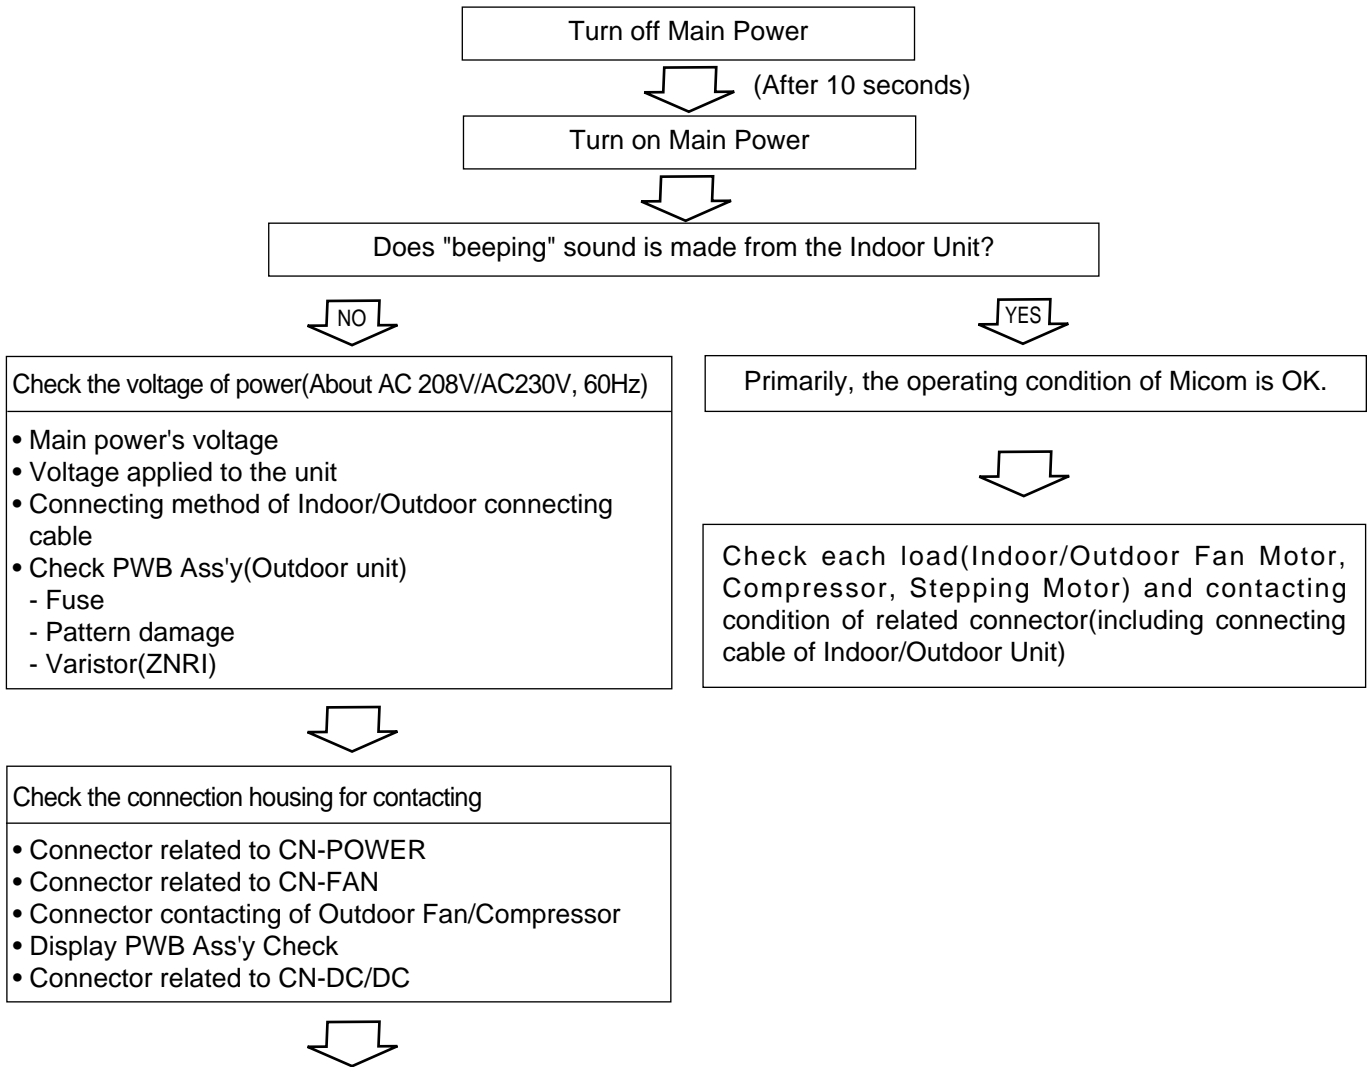 Turn off Main Power
(After 10 seconds)
Turn on Main Power
Does "beeping" sound is made from the Indoor Unit?
NO
YES
Check the voltage of power(About AC 208V/AC230V, 60Hz)
• Main power's voltage
• Voltage applied to the unit
• Connecting method of Indoor/Outdoor connecting
cable
• Check PWB Ass'y(Outdoor unit)
- Fuse
- Pattern damage
- Varistor(ZNRI)
Primarily, the operating condition of Micom is OK.
Check each load(Indoor/Outdoor Fan Motor,
Compressor, Stepping Motor) and contacting
condition of related connector(including connecting
cable of Indoor/Outdoor Unit)
Check the connection housing for contacting
• Connector related to CN-POWER
• Connector related to CN-FAN
• Connector contacting of Outdoor Fan/Compressor
• Display PWB Ass'y Check
• Connector related to CN-DC/DC